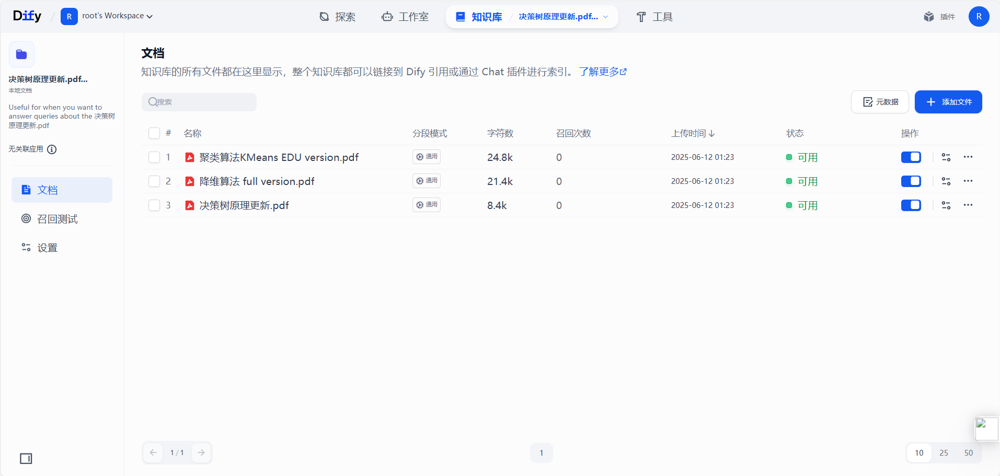 Dify / R root's Workspace 探索 工作室 知识库 / 决策树原理更新.pdf... 工具 插件 R
决策树原理更新.pdf...
本地文档
Useful for when you want to
answer queries about the 决策树
原理更新.pdf
无关联应用
文档
召回测试
设置
文档
知识库的所有文件都在这里显示，整个知识库都可以链接到 Dify 引用或通过 Chat 插件进行索引。 了解更多
搜索 元数据 添加文件
# 名称 分段模式 字符数 召回次数 上传时间 状态 操作
1 聚类算法KMeans EDU version.pdf 通用 24.8k 0 2025-06-12 01:23 可用
2 降维算法 full version.pdf 通用 21.4k 0 2025-06-12 01:23 可用
3 决策树原理更新.pdf 通用 8.4k 0 2025-06-12 01:23 可用
1 / 1 1 10 25 50